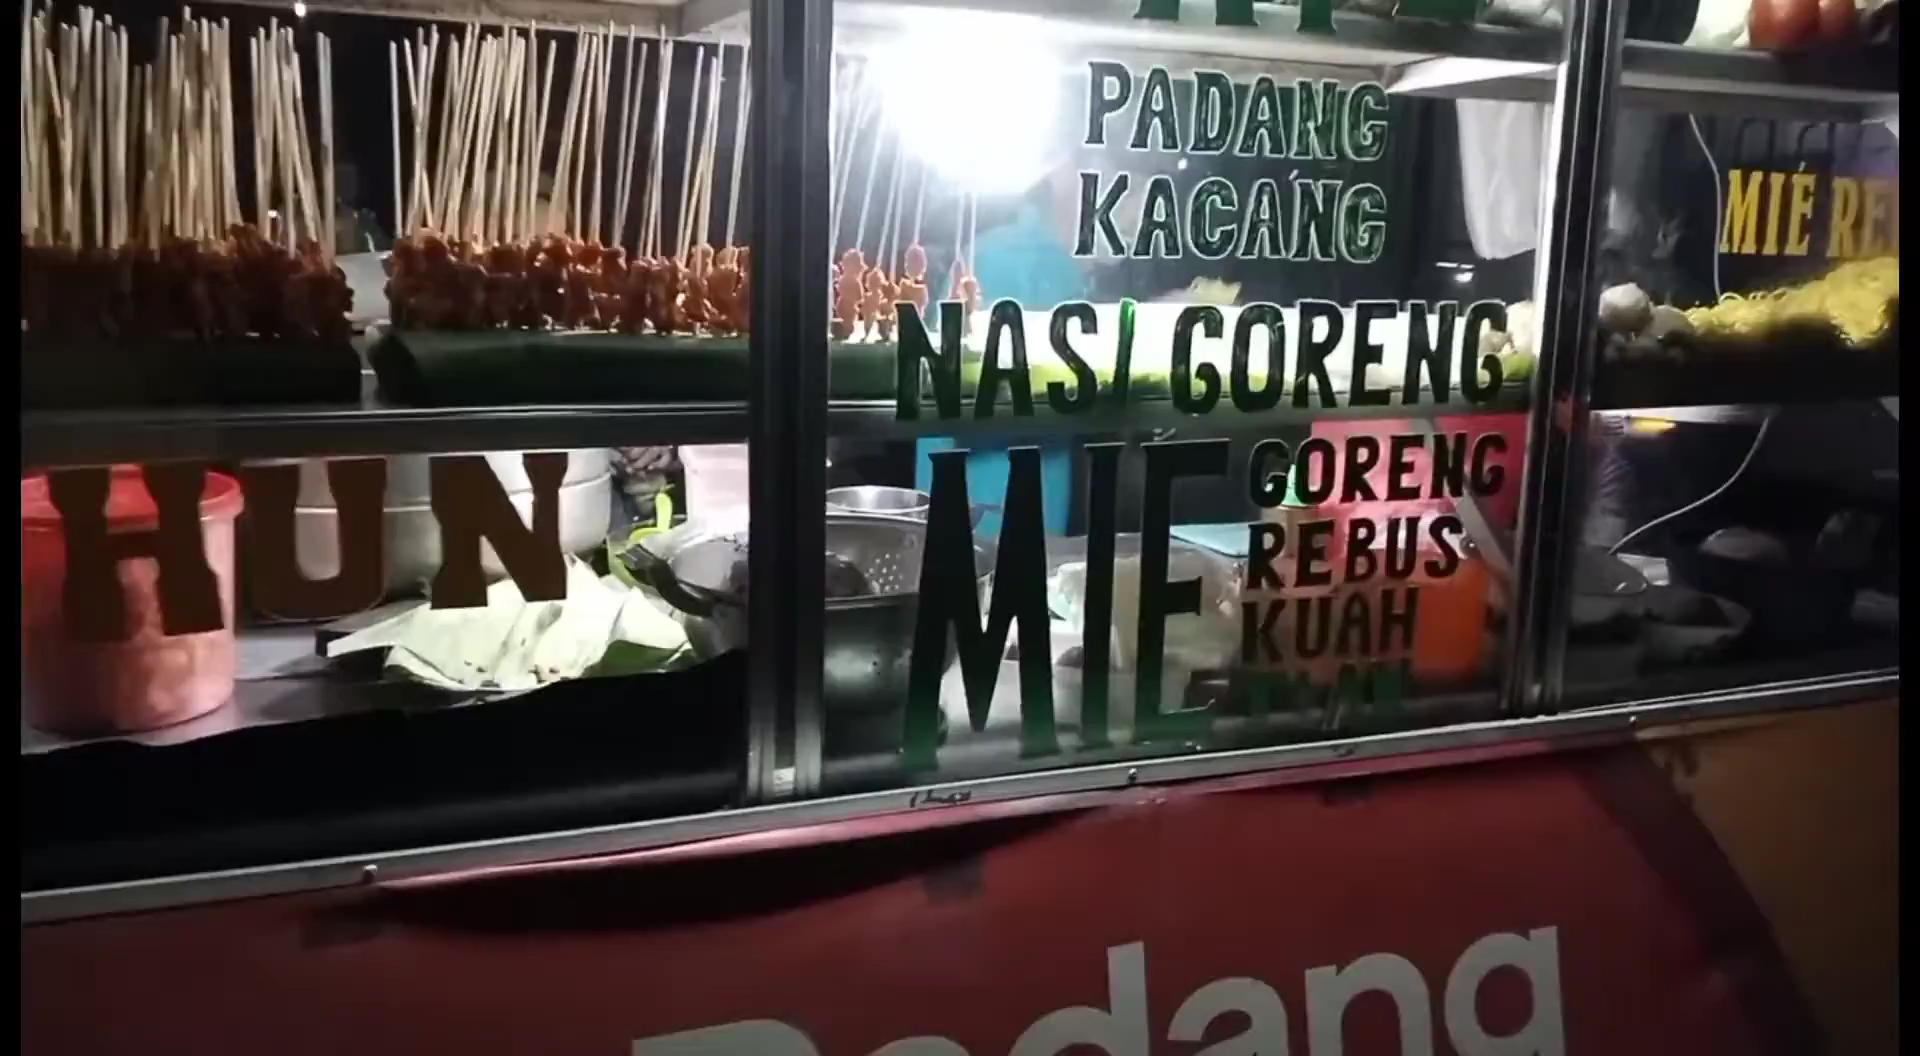 PADANG
KACANG
NASI GORENG
MIÉ
GORENG
REBUS
KUAH
HUN
MIÉ RE
Padang